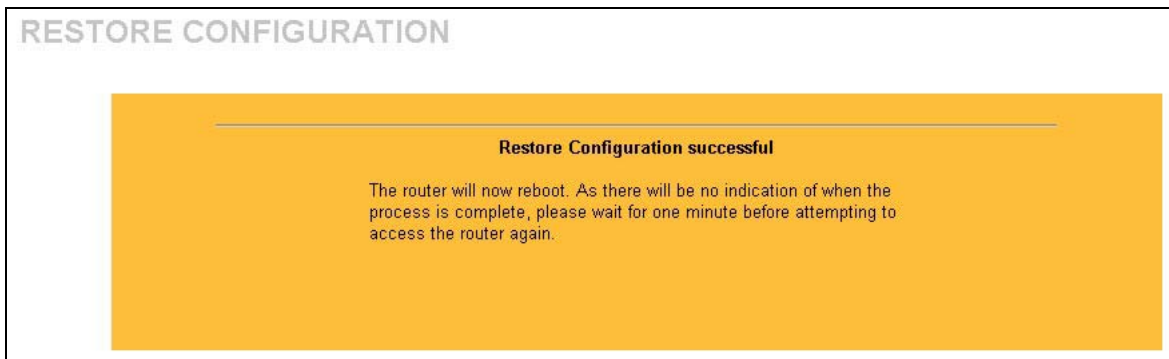 RESTORE CONFIGURATION
Restore Configuration successful
The router will now reboot. As there will be no indication of when the
process is complete, please wait for one minute before attempting to
access the router again.